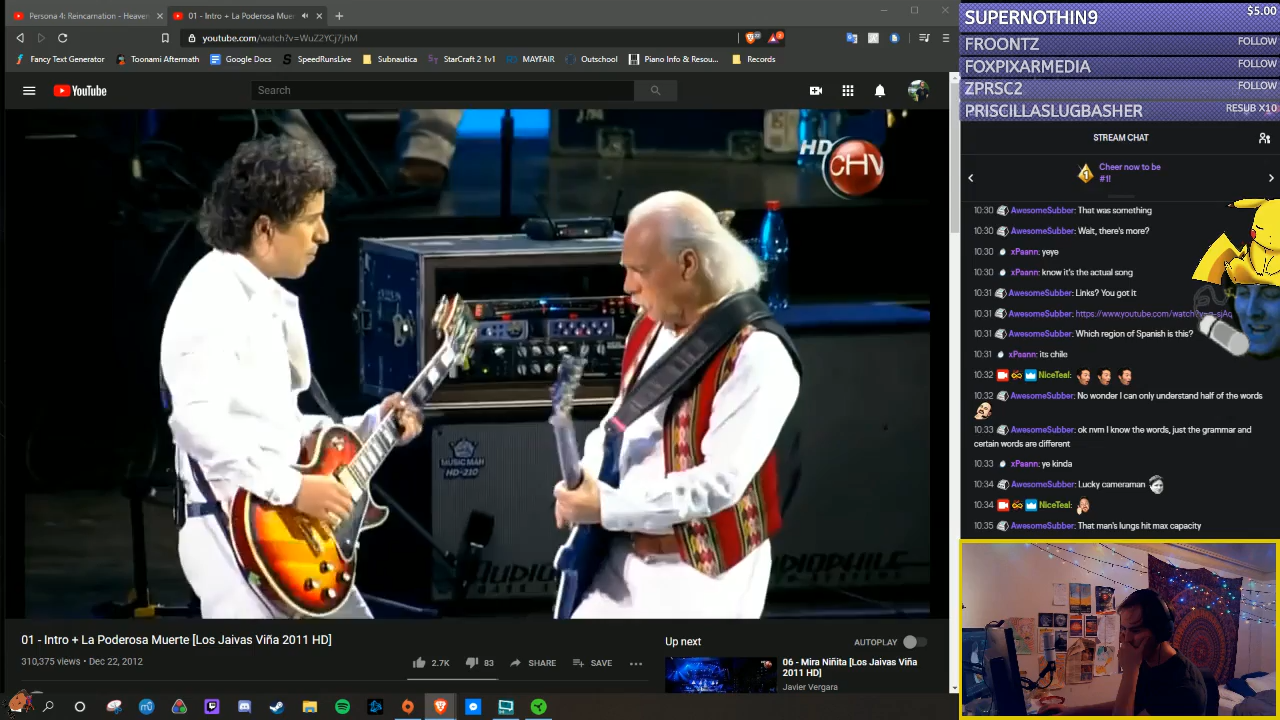 Persona 4: Reincarnation - Heaven
01 - Intro + La Poderosa Muer
youtube.com/watch?v=WuZ2YCj7jhM
Fancy Text Generator
Toonami Aftermath
Google Docs
SpeedRunsLive
Subnautica
StarCraft 2 1v1
MAYFAIR
Outschool
Piano Info & Resou...
Records
YouTube
Search
HD
CHV
MUSIC MAN
HD-210
AUDIOPHILE
01 - Intro + La Poderosa Muerte [Los Jaivas Viña 2011 HD]
310,375 views • Dec 22, 2012
2.7K
83
SHARE
SAVE
Up next
AUTOPLAY
06 - Mira Niñita [Los Jaivas Viña
2011 HD]
Javier Vergara
SUPERNOTHIN9 $5.00
FROONTZ FOLLOW
FOXPIXARMEDIA FOLLOW
ZPRSC2 FOLLOW
PRISCILLASLUGBASHER RESUB X10
STREAM CHAT
Cheer now to be
#1!
10:30 AwesomeSubber: That was something
10:30 AwesomeSubber: Wait, there's more?
10:30 xPaann: yeye
10:30 xPaann: know it's the actual song
10:31 AwesomeSubber: Links? You got it
10:31 AwesomeSubber: https://www.youtube.com/watch
10:31 AwesomeSubber: Which region of Spanish is this?
10:31 xPaann: its chile
10:32 NiceTeal:
10:32 AwesomeSubber: No wonder I can only understand half of the words
10:33 AwesomeSubber: ok nvm I know the words, just the grammar and
certain words are different
10:33 xPaann: ye kinda
10:34 AwesomeSubber: Lucky cameraman
10:34 NiceTeal:
10:35 AwesomeSubber: That man's lungs hit max capacity